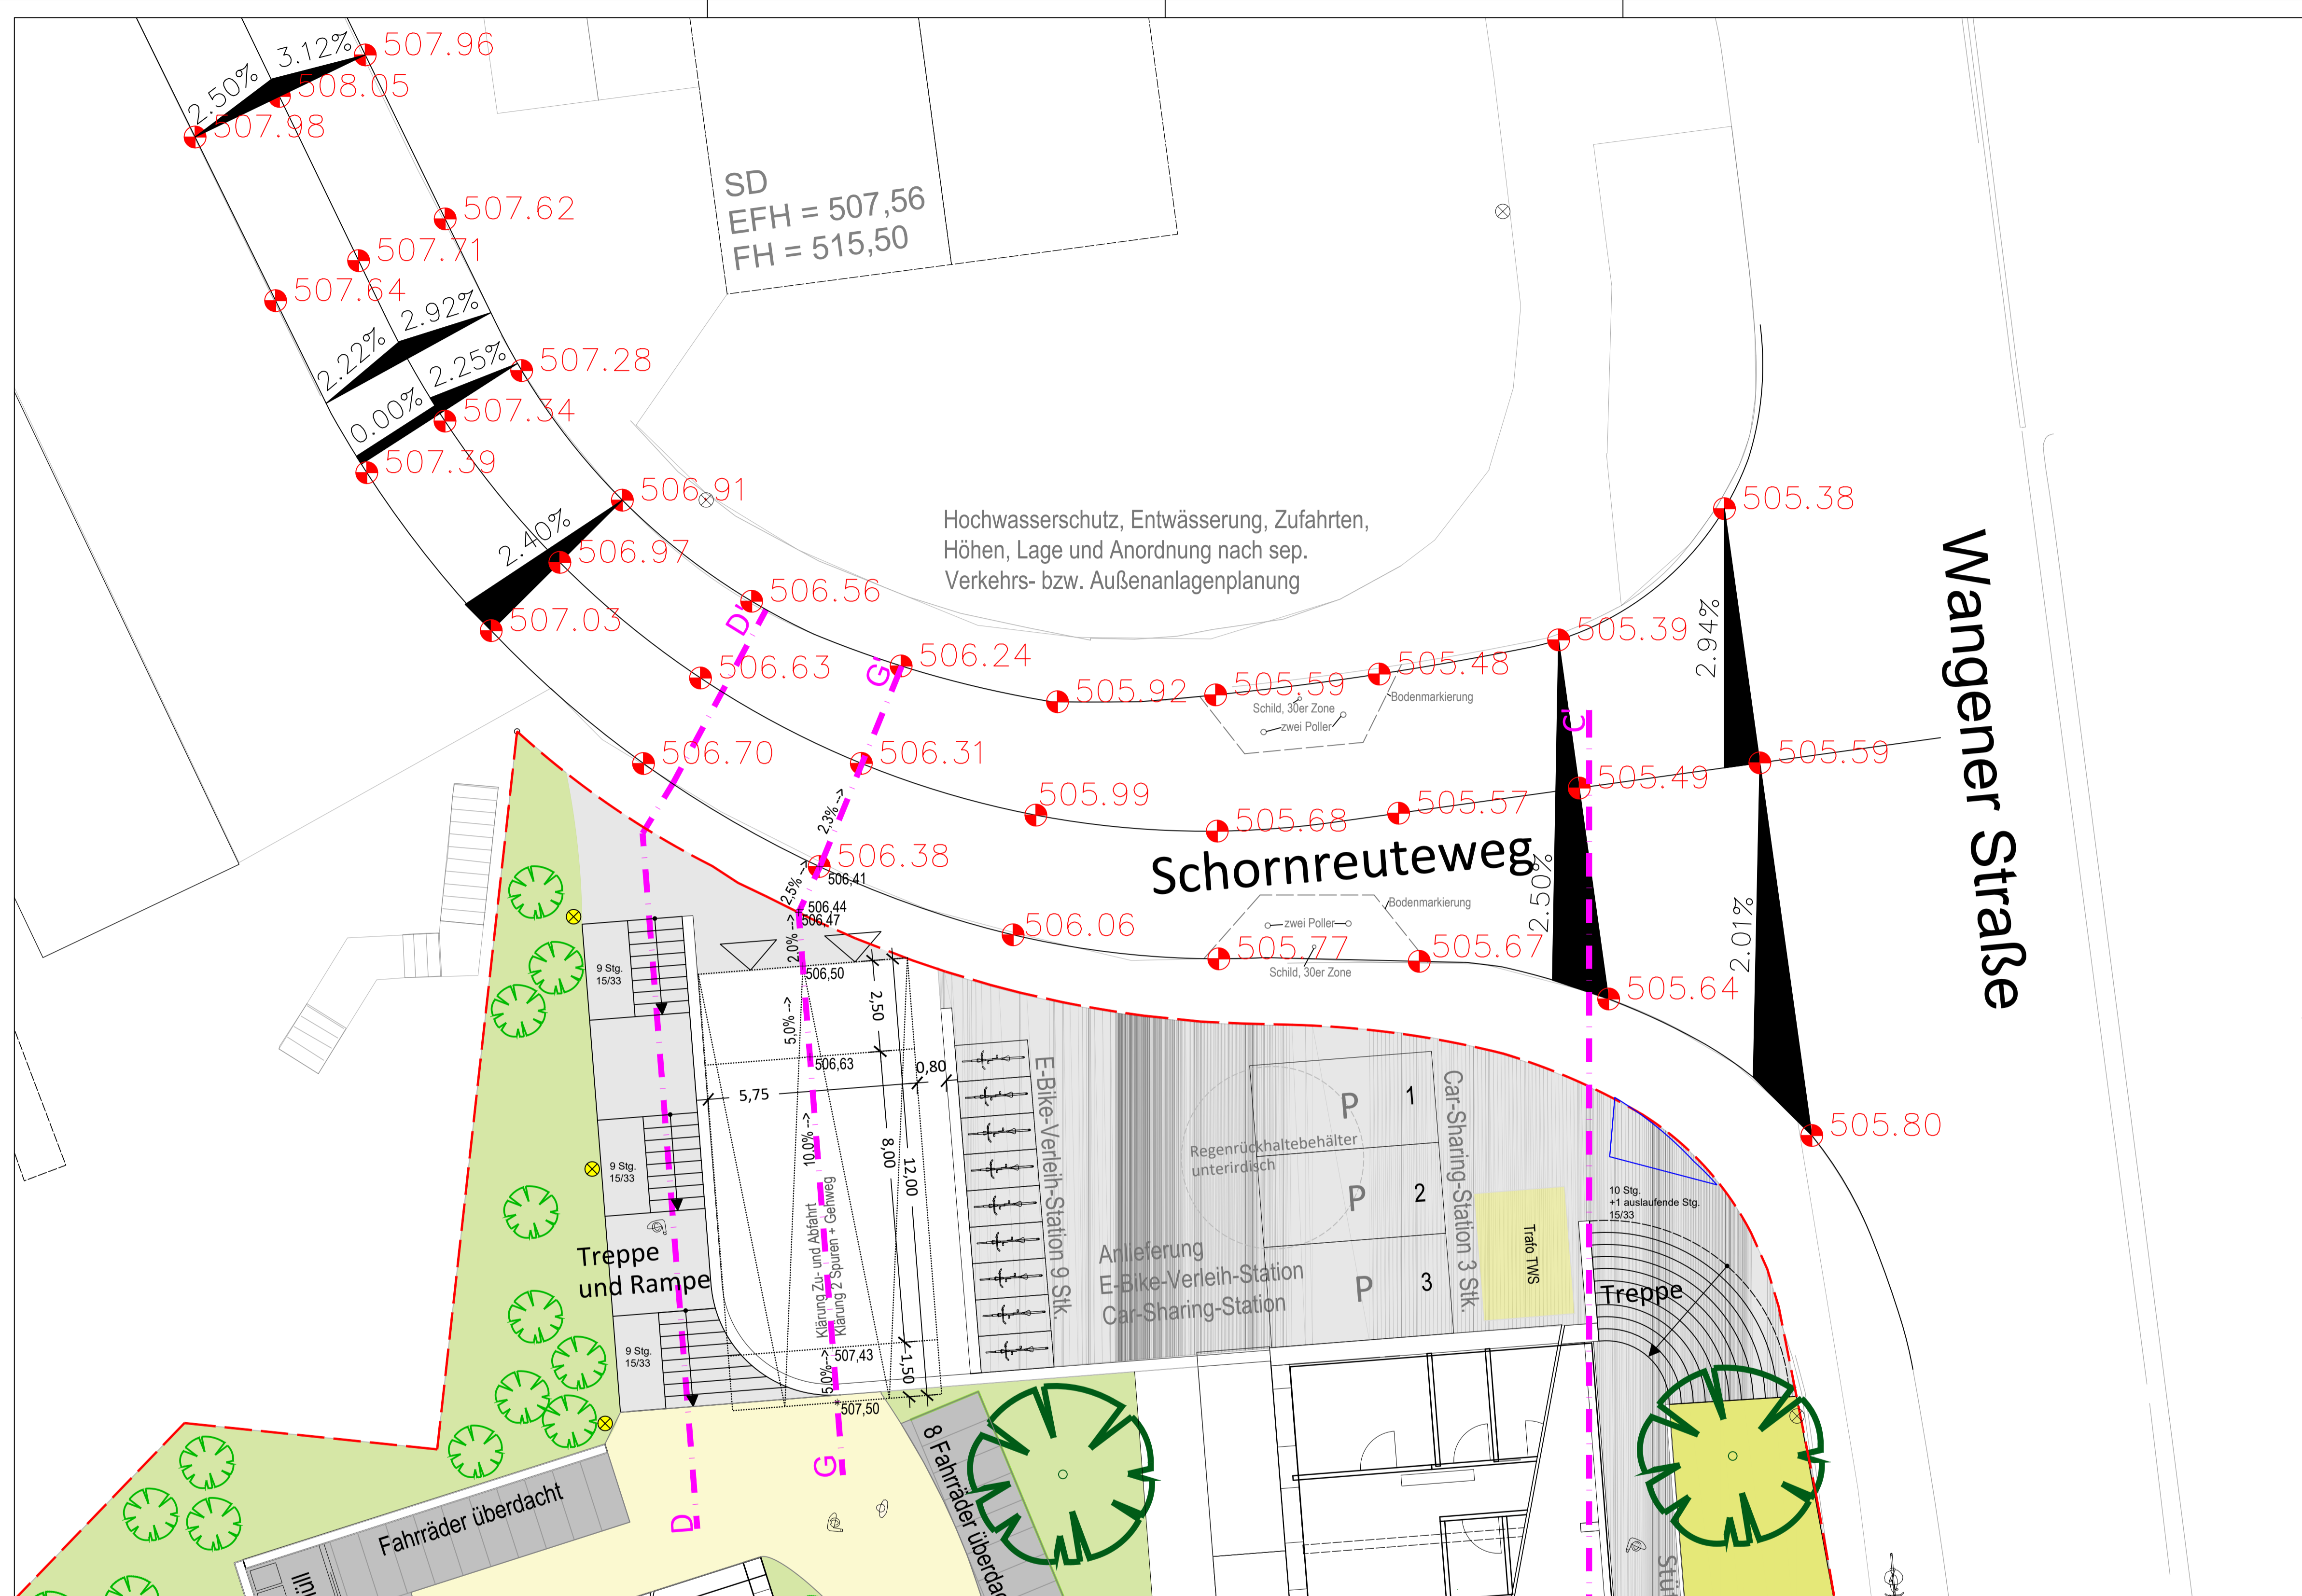 3.12%
507.96
2.50%
508.05
507.98
507.62
507.71
507.64
2.92%
2.22%
2.25%
507.28
0.00%
507.34
507.39
SD
EFH = 507,56
FH = 515,50
506.91
2.40%
506.97
507.03
Hochwasserschutz, Entwässerung, Zufahrten,
Höhen, Lage und Anordnung nach sep.
Verkehrs- bzw. Außenanlagenplanung
506.56
D'
506.63
G'
506.24
506.70
506.31
505.92
505.59
505.48
Schild, 30er Zone
zwei Poller
Bodenmarkierung
505.39
505.38
2.94%
C'
505.49
505.59
Wangener Straße
505.99
505.68
505.57
Schornreuteweg
2,3% -->
506.38
506,41
2,5% -->
506,44
506,47
2,0% -->
506,50
506.06
Bodenmarkierung
zwei Poller
505.77
505.67
Schild, 30er Zone
2.50%
2.01%
505.64
505.80
9 Stg.
15/33
2,50
5,0% -->
506,63
0,80
5,75
10,0% -->
8,00
12,00
E-Bike-Verleih-Station 9 Stk.
P 1
P 2
P 3
Regenrückhaltebehälter
unterirdisch
Car-Sharing-Station 3 Stk.
Trafo TWS
10 Stg.
+1 auslaufende Stg.
15/33
Treppe
9 Stg.
15/33
Treppe
und Rampe
Klärung Zu- und Abfahrt
Klärung 2 Spuren + Gehweg
Anlieferung
E-Bike-Verleih-Station
Car-Sharing-Station
9 Stg.
15/33
507,43
1,50
5,0% -->
507,50
G
D
8 Fahrräder überdac
Fahrräder überdacht
Müll
Stü